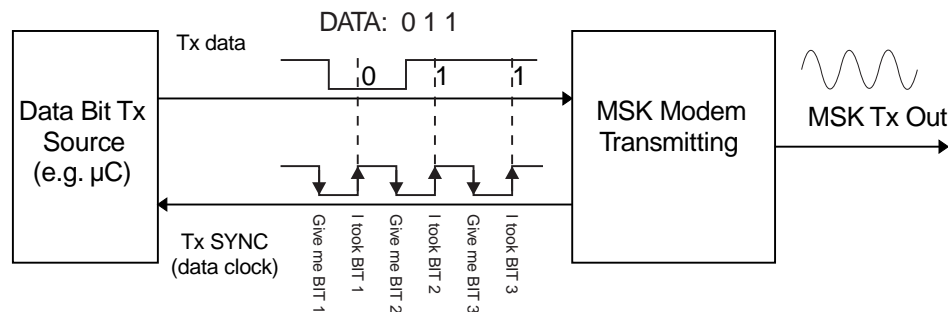 DATA: 0 1 1
Tx data
0 1 1
Data Bit Tx
Source
(e.g. µC)
MSK Modem
Transmitting
MSK Tx Out
Tx SYNC
(data clock)
Give me BIT 1
I took BIT 1
Give me BIT 2
I took BIT 2
Give me BIT 3
I took BIT 3